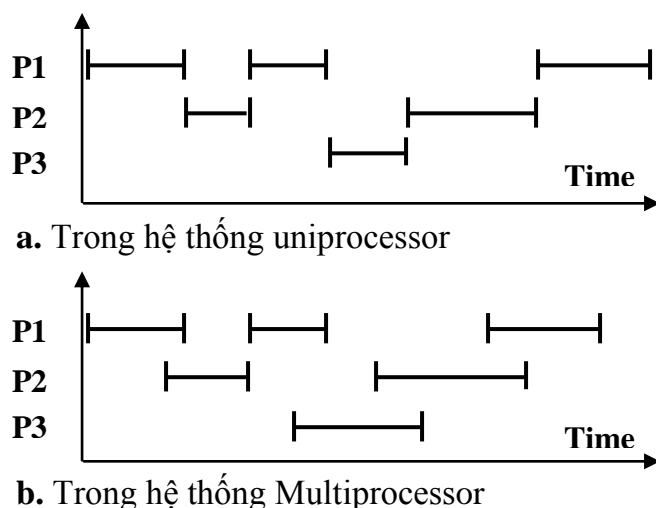 P1
P2
P3
Time
a. Trong hệ thống uniprocessor
P1
P2
P3
Time
b. Trong hệ thống Multiprocessor